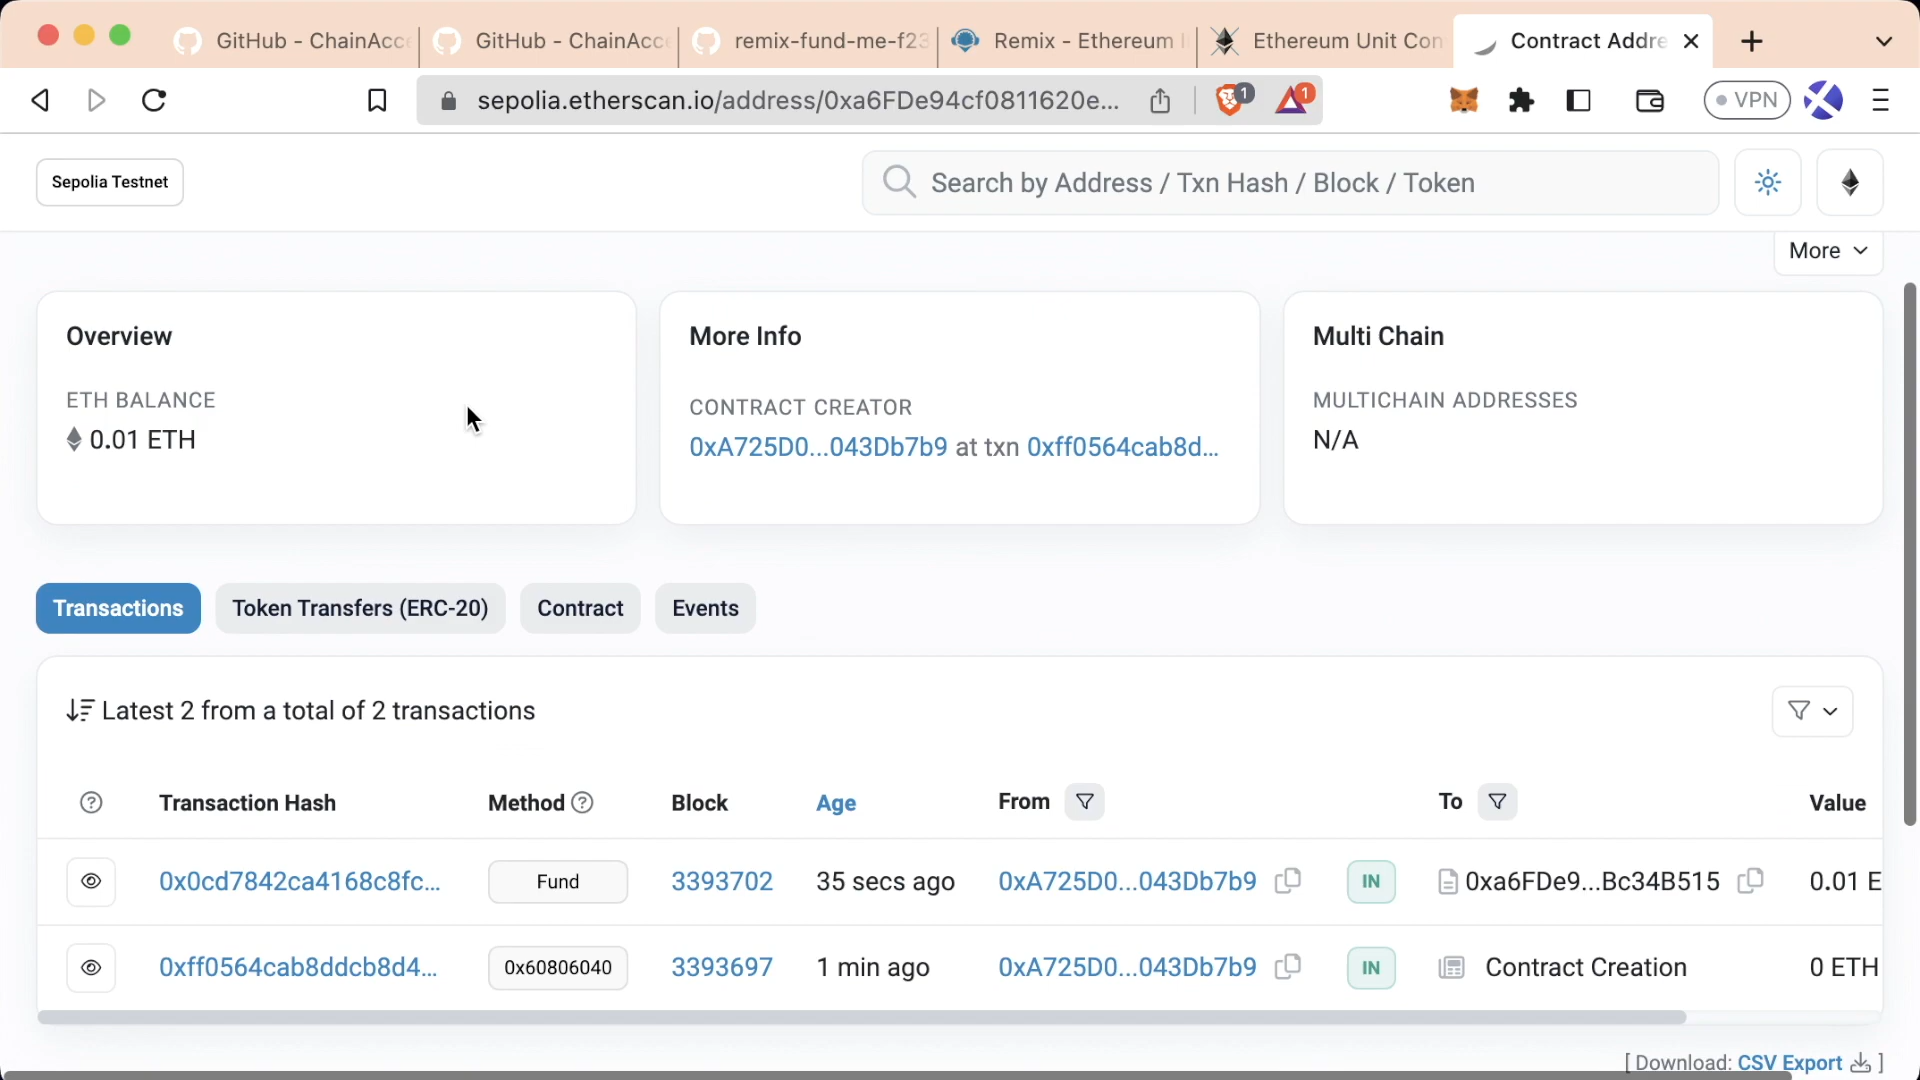 GitHub - ChainAcce
GitHub - ChainAcce
remix-fund-me-f23
Remix - Ethereum I
Ethereum Unit Con
Contract Addre
sepolia.etherscan.io/address/0xa6FDe94cf0811620e...
1
1
VPN
Sepolia Testnet
Search by Address / Txn Hash / Block / Token
More
Overview
ETH BALANCE
0.01 ETH
More Info
CONTRACT CREATOR
0xA725D0...043Db7b9 at txn 0xff0564cab8d...
Multi Chain
MULTICHAIN ADDRESSES
N/A
Transactions
Token Transfers (ERC-20)
Contract
Events
Latest 2 from a total of 2 transactions
Transaction Hash
Method
Block
Age
From
To
Value
0x0cd7842ca4168c8fc...
Fund
3393702
35 secs ago
0xA725D0...043Db7b9
IN
0xa6FDe9...Bc34B515
0.01 E
0xff0564cab8ddcb8d4...
0x60806040
3393697
1 min ago
0xA725D0...043Db7b9
IN
Contract Creation
0 ETH
[ Download: CSV Export ]